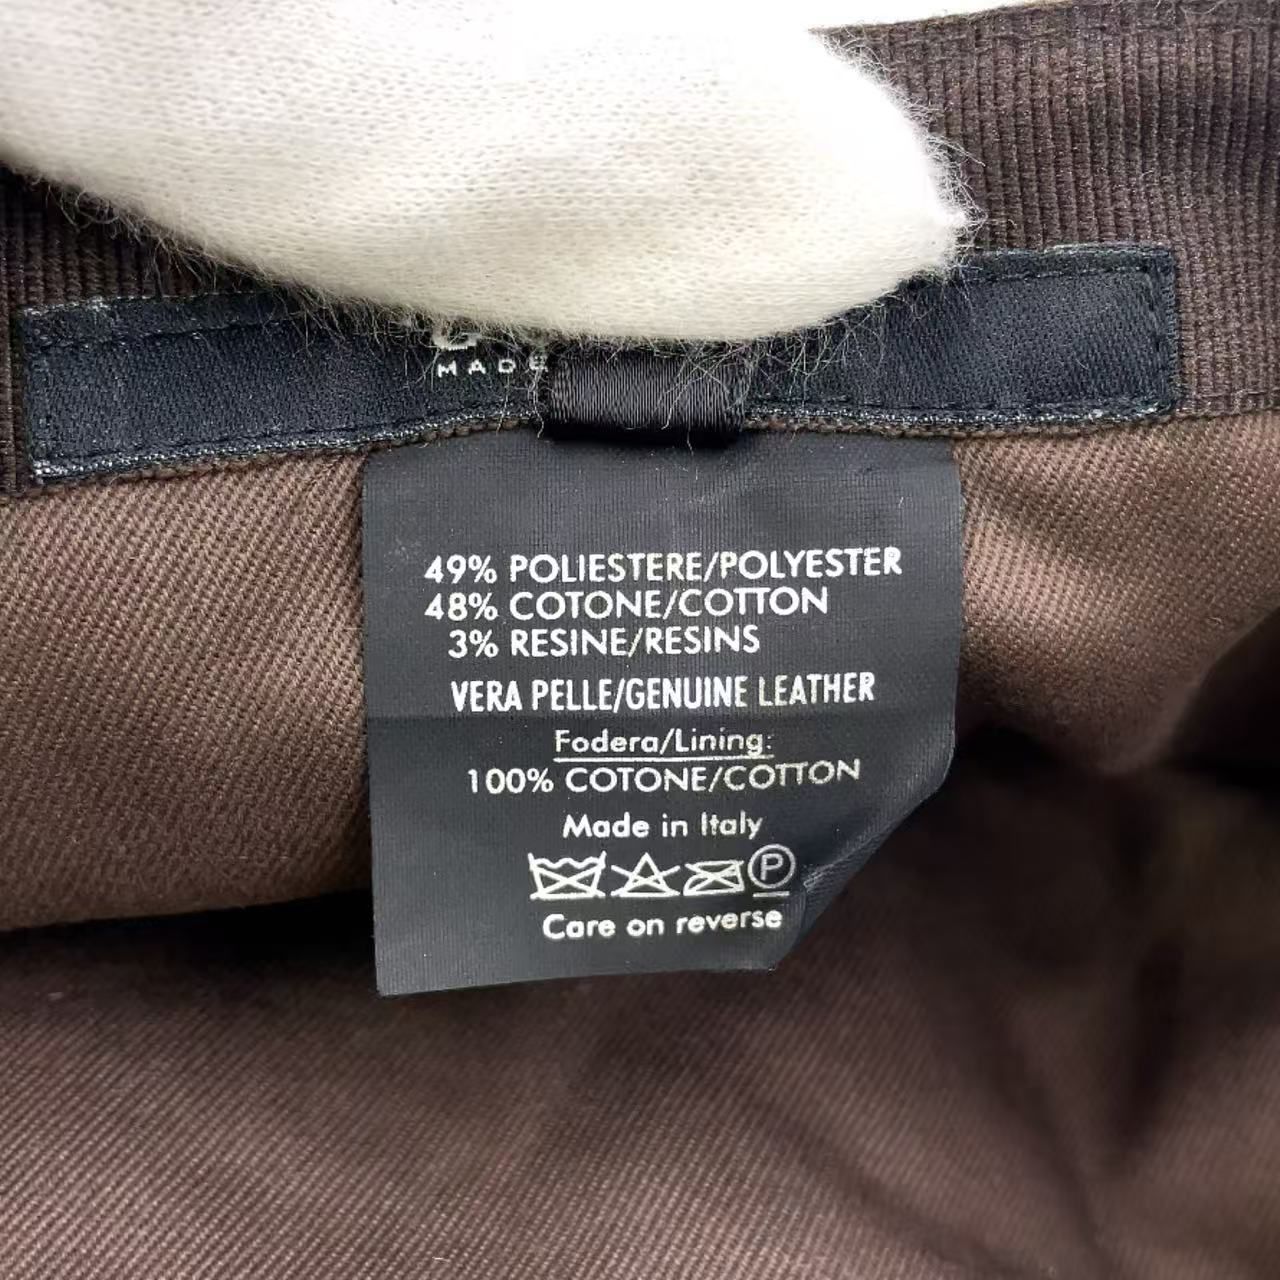 MADE
49% POLIESTERE/POLYESTER
48% COTONE/COTTON
3% RESINE/RESINS
VERA PELLE/GENUINE LEATHER
Fodera/Lining:
100% COTONE/COTTON
Made in Italy
P
Care on reverse